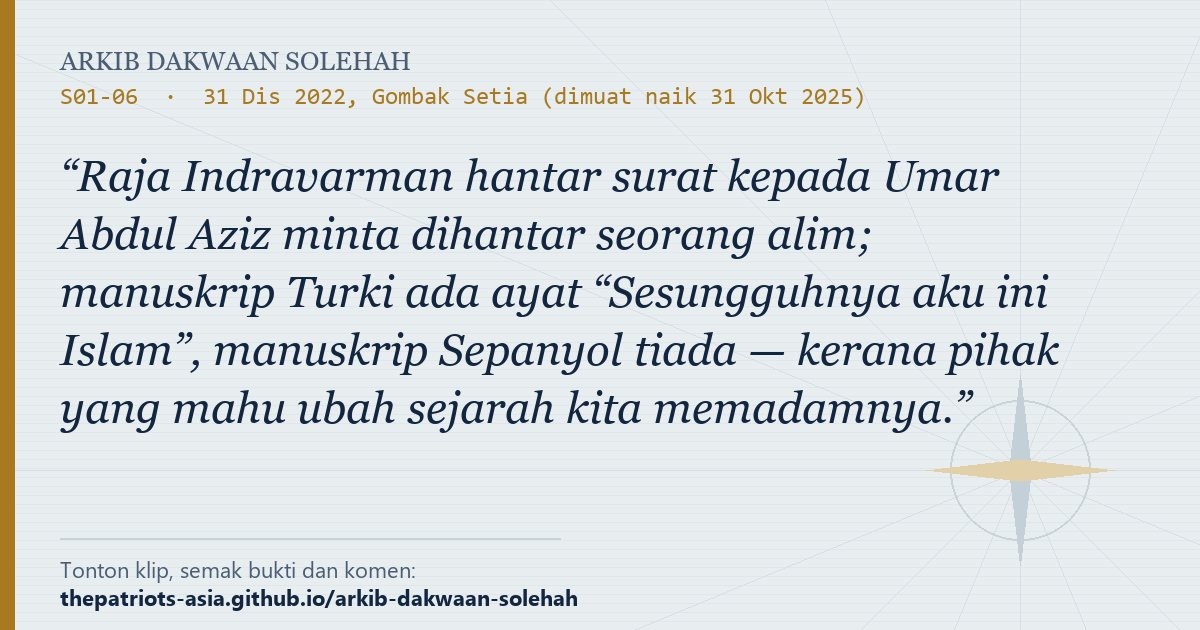 ARKIB DAKWAAN SOLEHAH
S01-06 · 31 Dis 2022, Gombak Setia (dimuat naik 31 Okt 2025)
“Raja Indravarman hantar surat kepada Umar
Abdul Aziz minta dihantar seorang alim;
manuskrip Turki ada ayat “Sesungguhnya aku ini
Islam”, manuskrip Sepanyol tiada — kerana pihak
yang mahu ubah sejarah kita memadamnya.”
Tonton klip, semak bukti dan komen:
thepatriots-asia.github.io/arkib-dakwaan-solehah